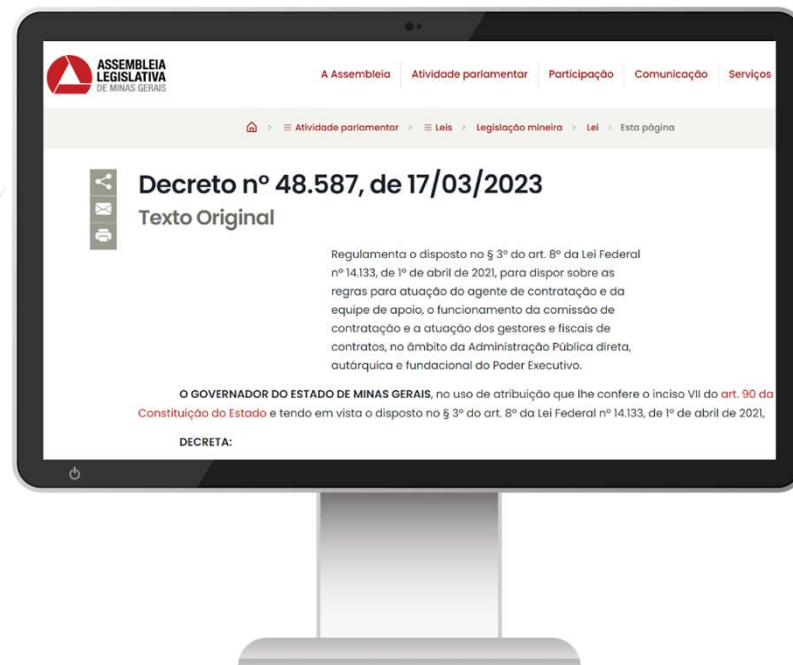 ASSEMBLEIA
LEGISLATIVA
DE MINAS GERAIS
A Assembleia Atividade parlamentar Participação Comunicação Serviços
> Atividade parlamentar > Leis > Legislação mineira > Lei > Esta página
Decreto nº 48.587, de 17/03/2023
Texto Original
Regulamenta o disposto no § 3º do art. 8º da Lei Federal
nº 14.133, de 1º de abril de 2021, para dispor sobre as
regras para atuação do agente de contratação e da
equipe de apoio, o funcionamento da comissão de
contratação e a atuação dos gestores e fiscais de
contratos, no âmbito da Administração Pública direta,
autárquica e fundacional do Poder Executivo.
O GOVERNADOR DO ESTADO DE MINAS GERAIS, no uso de atribuição que lhe confere o inciso VII do art. 90 da
Constituição do Estado e tendo em vista o disposto no § 3º do art. 8º da Lei Federal nº 14.133, de 1º de abril de 2021,
DECRETA: